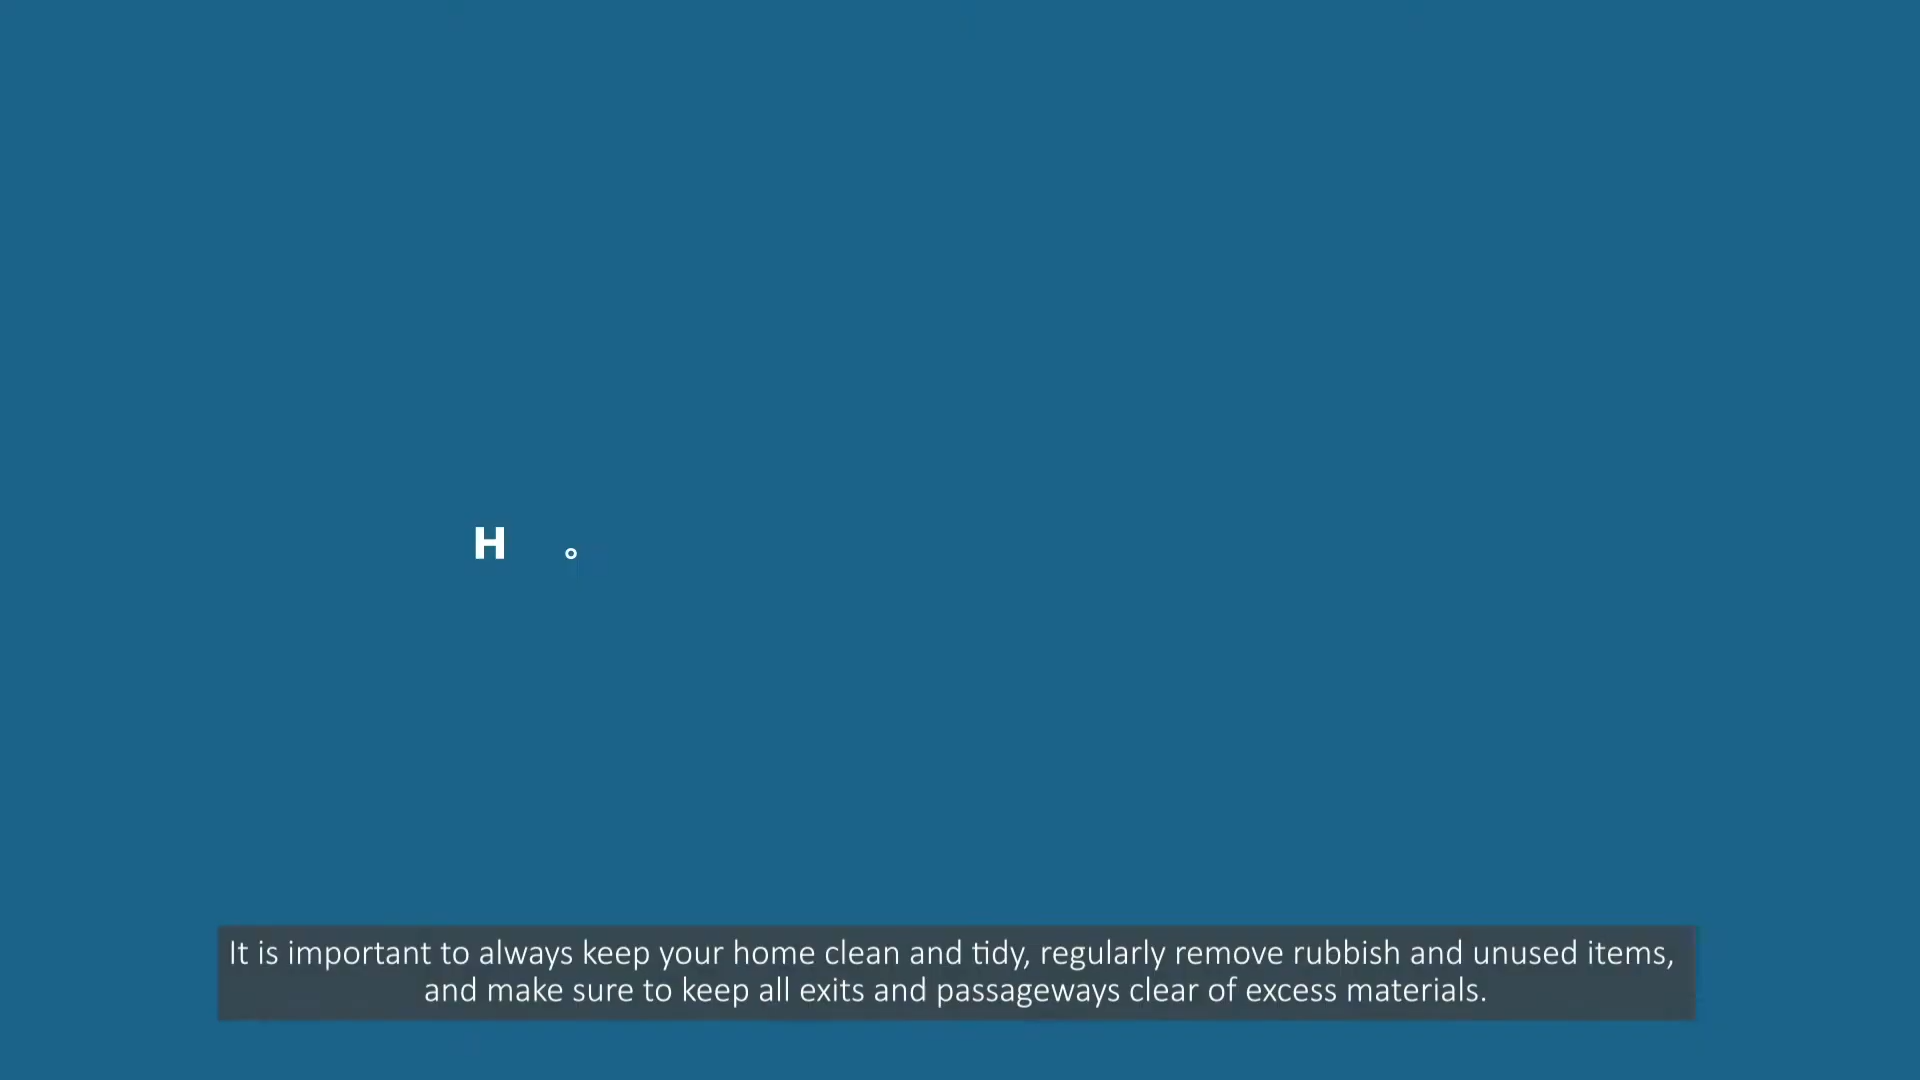 H o
It is important to always keep your home clean and tidy, regularly remove rubbish and unused items,
and make sure to keep all exits and passageways clear of excess materials.